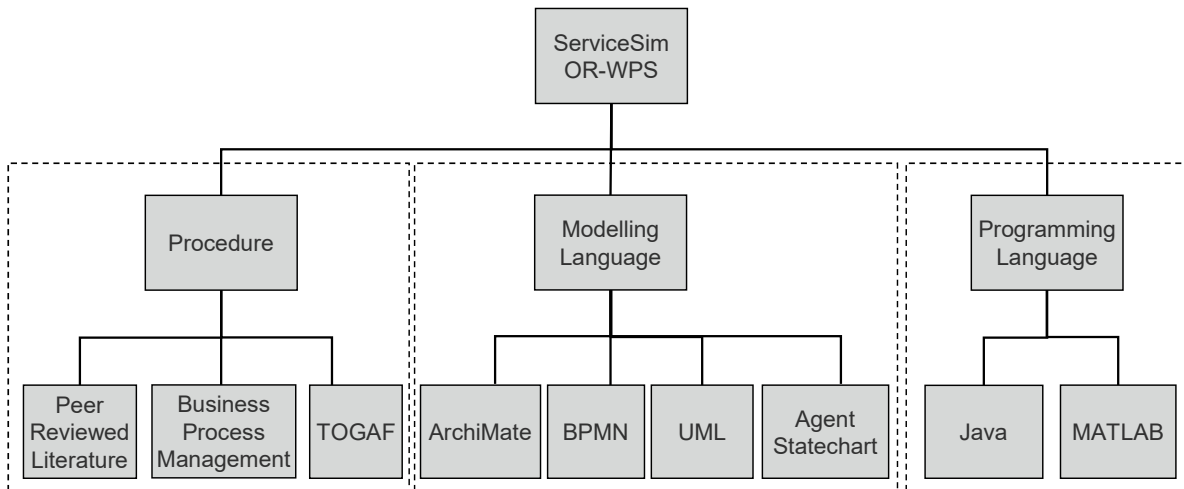 ServiceSim
OR-WPS
Procedure
Modelling
Language
Programming
Language
Peer
Reviewed
Literature
Business
Process
Management
TOGAF
ArchiMate
BPMN
UML
Agent
Statechart
Java
MATLAB